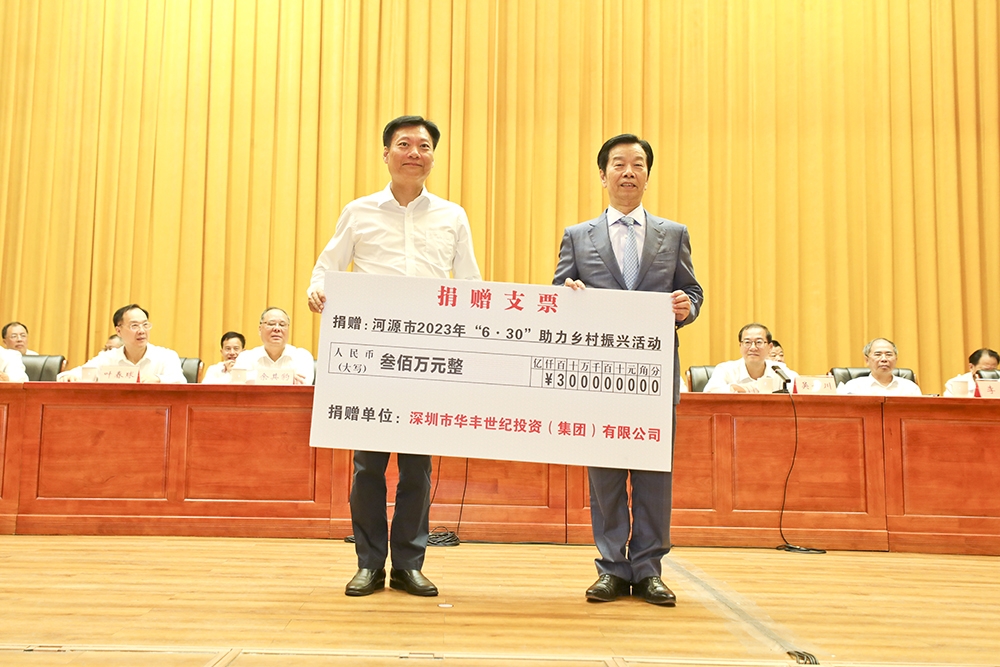 捐赠支票
捐赠:河源市2023年“6·30”助力乡村振兴活动
人民币
(大写)
叁佰万元整
亿仟百十万千百十元角分
¥300000000
捐赠单位:深圳市华丰世纪投资(集团)有限公司